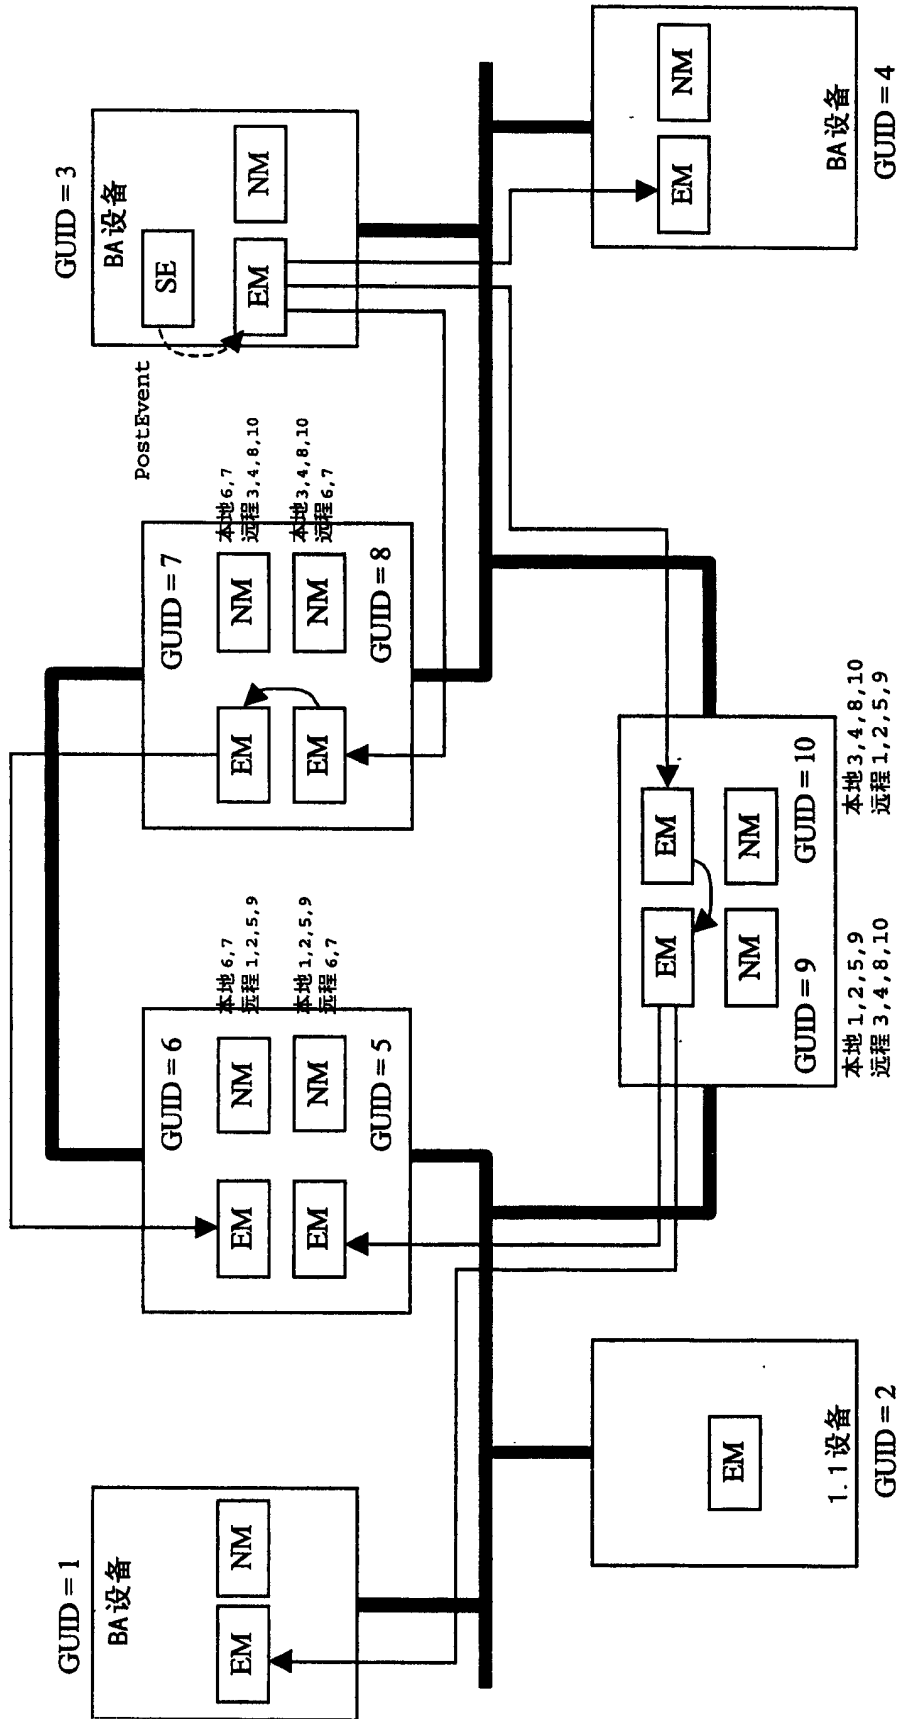 GUID = 1
BA设备
EM
NM
1.1设备
EM
GUID = 2
GUID = 6
EM
NM
本地6,7
远程1,2,5,9
EM
NM
本地1,2,5,9
远程6,7
GUID = 5
GUID = 7
EM
NM
本地6,7
远程3,4,8,10
EM
NM
本地3,4,8,10
远程6,7
GUID = 8
EM
EM
NM
NM
GUID = 9
GUID = 10
本地1,2,5,9
远程3,4,8,10
本地3,4,8,10
远程1,2,5,9
PostEvent
GUID = 3
BA设备
SE
EM
NM
EM
NM
BA设备
GUID = 4